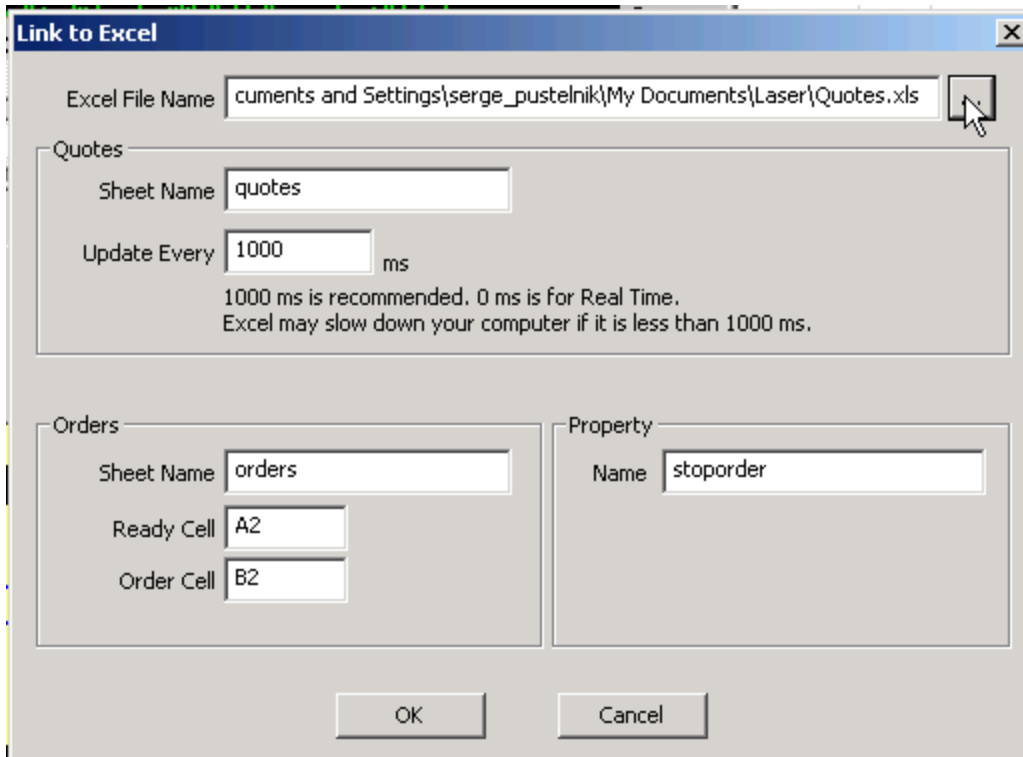 Link to Excel
Excel File Name cuments and Settings\serge_pustelnik\My Documents\Laser\Quotes.xls ...
Quotes
Sheet Name quotes
Update Every 1000 ms
1000 ms is recommended. 0 ms is for Real Time.
Excel may slow down your computer if it is less than 1000 ms.
Orders
Sheet Name orders
Ready Cell A2
Order Cell B2
Property
Name stoporder
OK Cancel